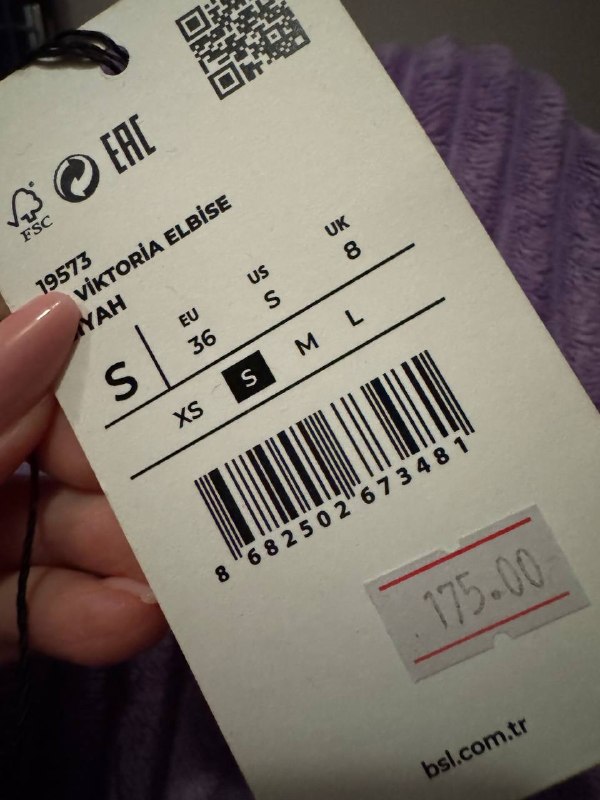 EAC
FSC
19573
VİKTORİA ELBİSE
S
EU
36
US
S
UK
8
XS S M L
8 682502 673481
175.00
bsl.com.tr